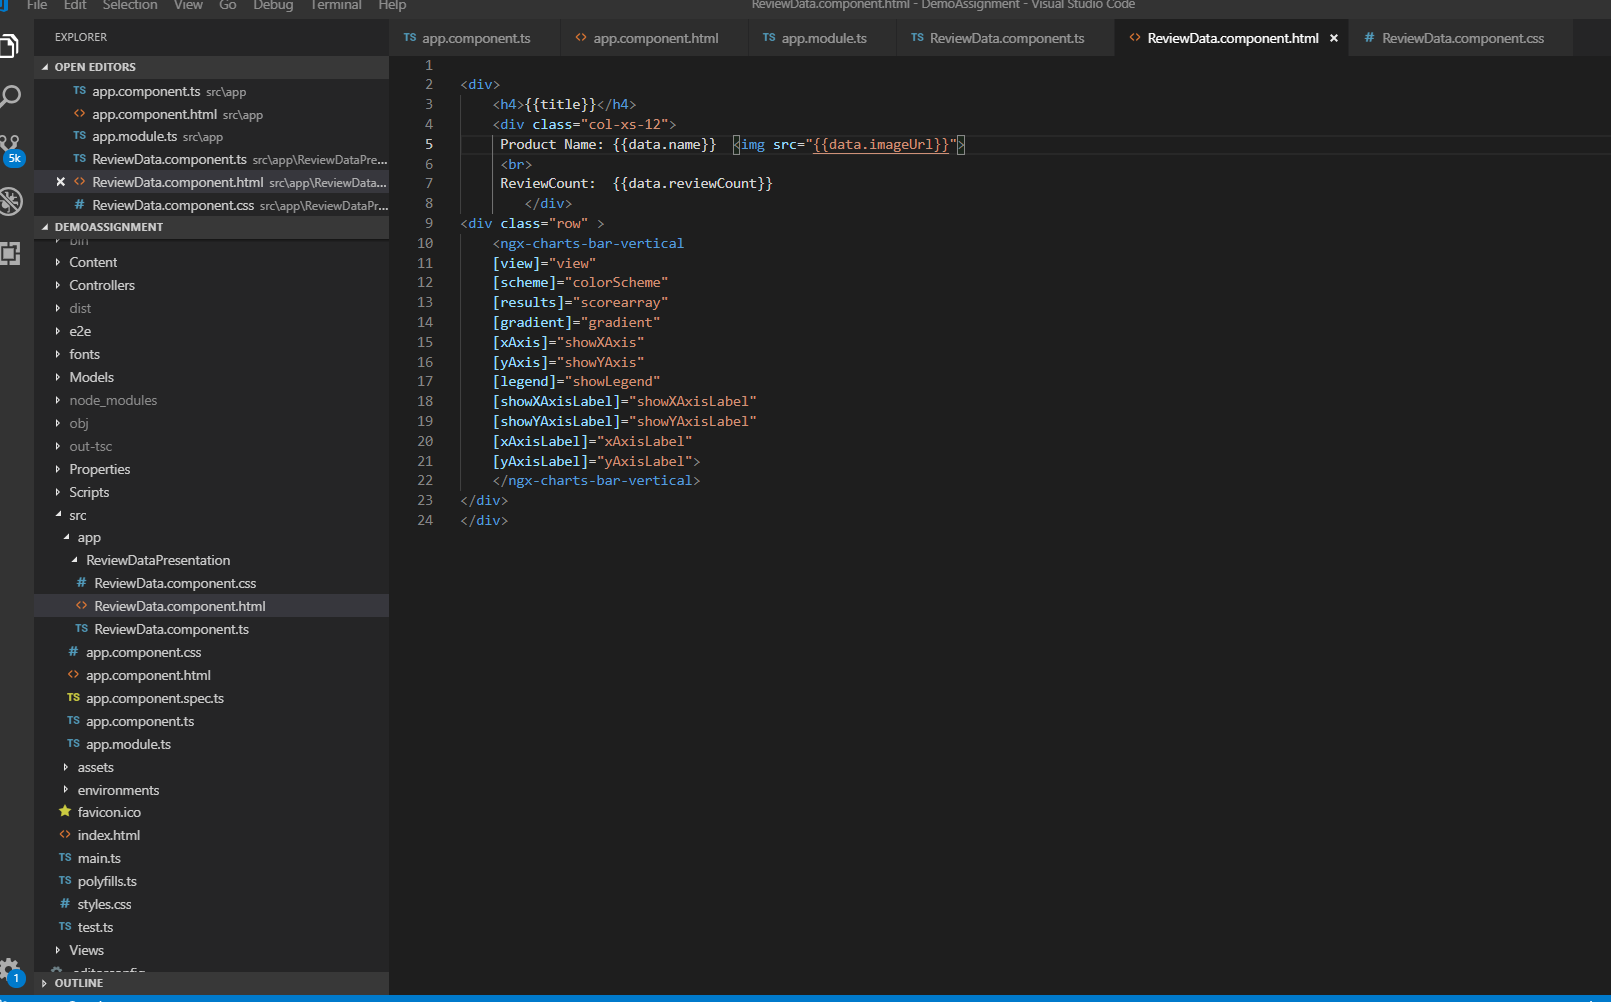 File Edit Selection View Go Debug Terminal Help ReviewData.component.html - DemoAssignment - Visual Studio Code
EXPLORER
OPEN EDITORS
TS app.component.ts src\app
<> app.component.html src\app
TS app.module.ts src\app
TS ReviewData.component.ts src\app\ReviewDataPre...
× <> ReviewData.component.html src\app\ReviewData...
# ReviewData.component.css src\app\ReviewDataPr...
DEMOASSIGNMENT
bin
Content
Controllers
dist
e2e
fonts
Models
node_modules
obj
out-tsc
Properties
Scripts
src
app
ReviewDataPresentation
# ReviewData.component.css
<> ReviewData.component.html
TS ReviewData.component.ts
# app.component.css
<> app.component.html
TS app.component.spec.ts
TS app.component.ts
TS app.module.ts
assets
environments
favicon.ico
<> index.html
TS main.ts
TS polyfills.ts
# styles.css
TS test.ts
Views
.editorconfig
OUTLINE
5k
1
TS app.component.ts <> app.component.html TS app.module.ts TS ReviewData.component.ts <> ReviewData.component.html × # ReviewData.component.css
1
2 <div>
3 <h4>{{title}}</h4>
4 <div class="col-xs-12">
5 Product Name: {{data.name}} <img src="{{data.imageUrl}}">
6 <br>
7 ReviewCount: {{data.reviewCount}}
8 </div>
9 <div class="row" >
10 <ngx-charts-bar-vertical
11 [view]="view"
12 [scheme]="colorScheme"
13 [results]="scorearray"
14 [gradient]="gradient"
15 [xAxis]="showXAxis"
16 [yAxis]="showYAxis"
17 [legend]="showLegend"
18 [showXAxisLabel]="showXAxisLabel"
19 [showYAxisLabel]="showYAxisLabel"
20 [xAxisLabel]="xAxisLabel"
21 [yAxisLabel]="yAxisLabel">
22 </ngx-charts-bar-vertical>
23 </div>
24 </div>